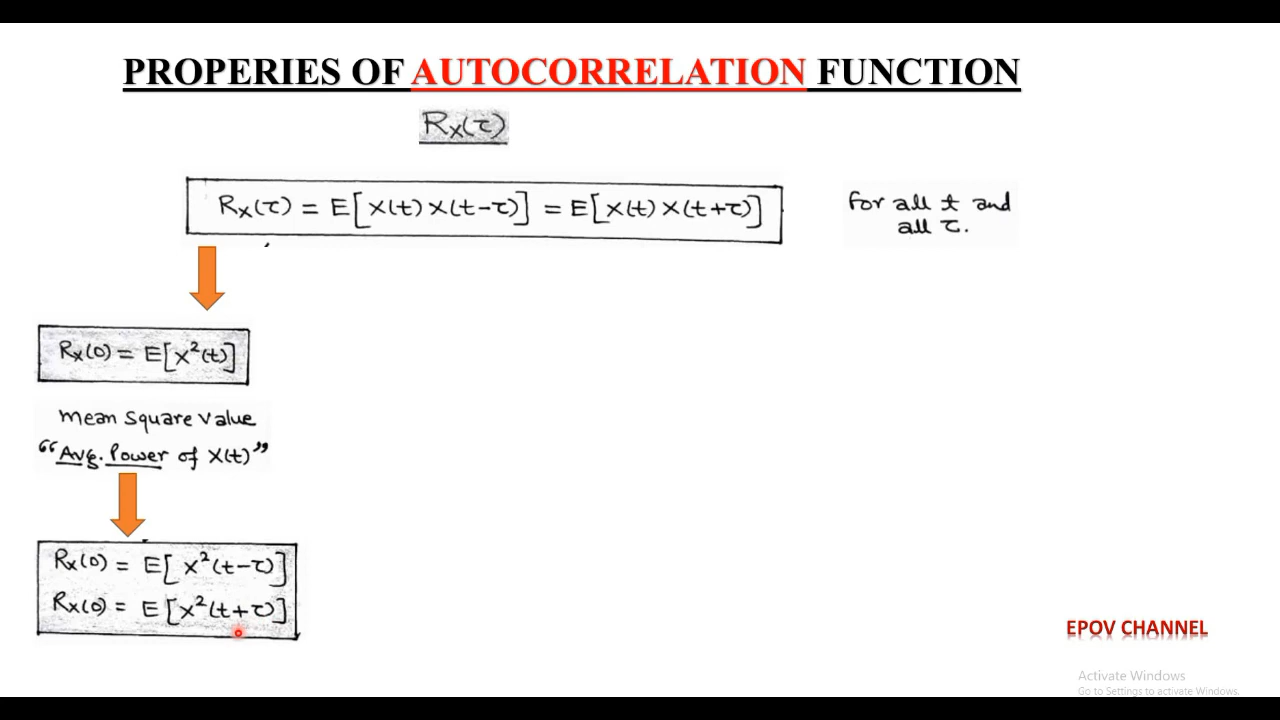 PROPERIES OF AUTOCORRELATION FUNCTION
Rx(τ)
Rx(τ) = E[X(t) X(t-τ)] = E[X(t) X(t+τ)]
for all t and
all τ.
Rx(0) = E[X²(t)]
Mean Square Value
“Avg. Power of X(t)”
Rx(0) = E[X²(t-τ)]
Rx(0) = E[X²(t+τ)]
EPOV CHANNEL
Activate Windows
Go to Settings to activate Windows.